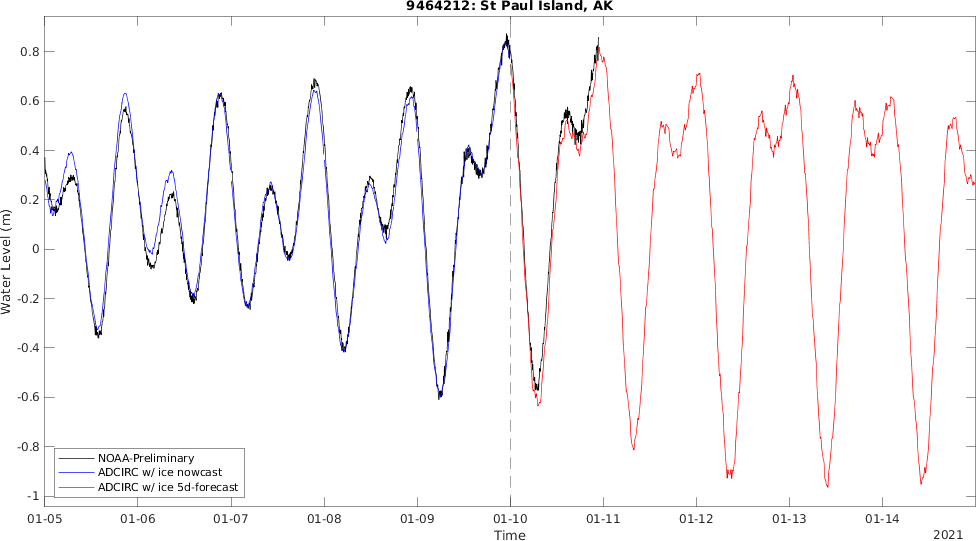 9464212: St Paul Island, AK
0.8
0.6
0.4
0.2
0
-0.2
-0.4
-0.6
-0.8
-1
Water Level (m)
NOAA-Preliminary
ADCIRC w/ ice nowcast
ADCIRC w/ ice 5d-forecast
01-05 01-06 01-07 01-08 01-09 01-10 01-11 01-12 01-13 01-14
Time
2021